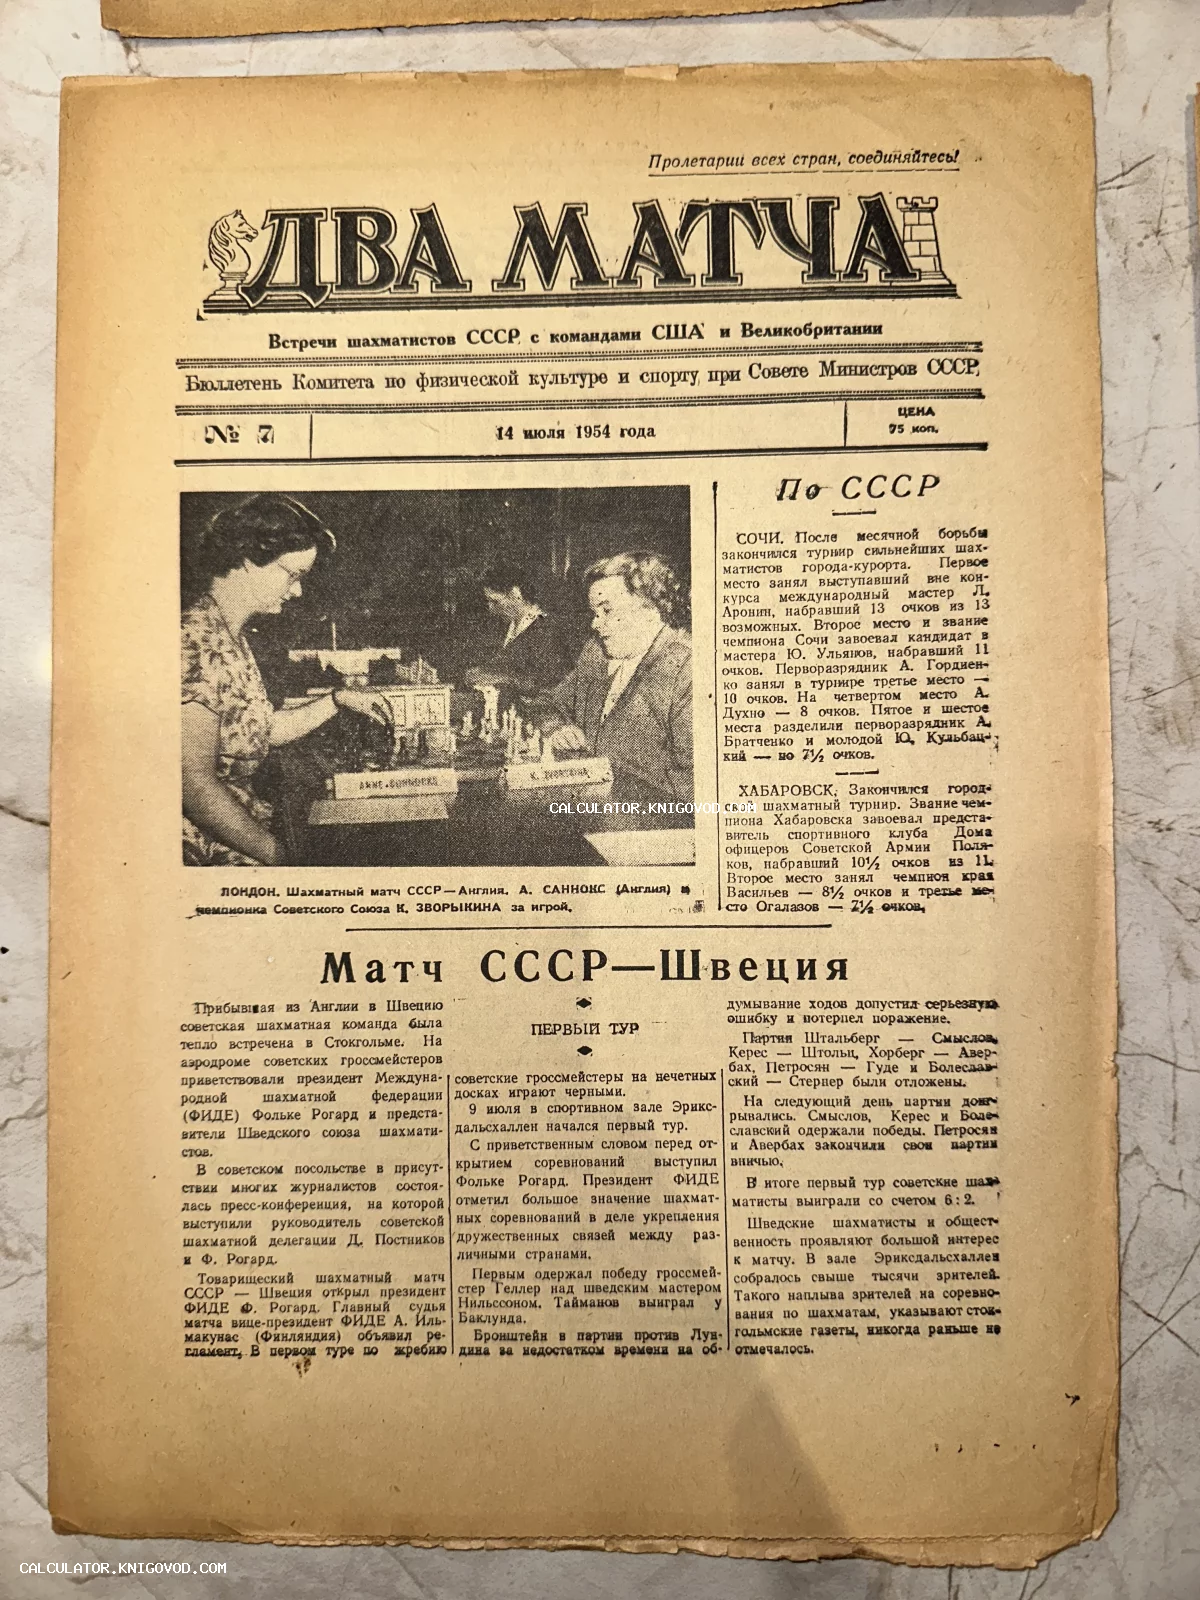 Пролетарии всех стран, соединяйтесь!
ДВА МАТЧА
Встречи шахматистов СССР с командами США и Великобритании
Бюллетень Комитета по физической культуре и спорту при Совете Министров СССР
№ 7
14 июля 1954 года
ЦЕНА
75 коп.
ЛОНДОН. Шахматный матч СССР—Англия. А. САННОКС (Англия) и
чемпионка Советского Союза К. ЗВОРЫКИНА за игрой.
По СССР
СОЧИ. После месячной борьбы
закончился турнир сильнейших шах-
матистов города-курорта. Первое
место занял выступавший вне кон-
курса международный мастер Л.
Аронин, набравший 13 очков из 13
возможных. Второе место и звание
чемпиона Сочи завоевал кандидат в
мастера Ю. Ульянов, набравший 11
очков. Перворазрядник А. Гордиен-
ко занял в турнире третье место —
10 очков. На четвертом место А.
Духно — 8 очков. Пятое и шестое
места разделили перворазрядник А.
Братченко и молодой Ю. Кульбац-
кий — по 7½ очков.
ХАБАРОВСК. Закончился город-
шахматный турнир. Звание чем-
пиона Хабаровска завоевал предста-
витель спортивного клуба Дома
офицеров Советской Армии Поля-
ков, набравший 10½ очков из 11.
Второе место занял чемпион края
Васильев — 8½ очков и третье ме-
сто Огалазов — 7½ очков.
Матч СССР—Швеция
Прибывшая из Англии в Швецию
советская шахматная команда была
тепло встречена в Стокгольме. На
аэродроме советских гроссмейстеров
приветствовали президент Междуна-
родной шахматной федерации
(ФИДЕ) Фольке Рогард и предста-
вители Шведского союза шахмати-
стов.
В советском посольстве в присут-
ствии многих журналистов состоя-
лась пресс-конференция, на которой
выступили руководитель советской
шахматной делегации Д. Постников
и Ф. Рогард.
Товарищеский шахматный матч
СССР — Швеция открыл президент
ФИДЕ Ф. Рогард. Главный судья
матча вице-президент ФИДЕ А. Иль-
макунас (Финляндия) объявил ре-
гламент. В первом туре по жребию
ПЕРВЫЙ ТУР
советские гроссмейстеры на нечетных
досках играют черными.
9 июля в спортивном зале Эрикс-
дальсхаллен начался первый тур.
С приветственным словом перед от-
крытием соревнований выступил
Фольке Рогард. Президент ФИДЕ
отметил большое значение шахмат-
ных соревнований в деле укрепления
дружественных связей между раз-
личными странами.
Первым одержал победу гроссмей-
стер Геллер над шведским мастером
Нильссоном. Тайманов выиграл у
Баклунда.
Бронштейн в партии против Лун-
дина за недостатком времени на об-
думывание ходов допустил серьезную
ошибку и потерпел поражение.
Партии Штальберг — Смыслов,
Керес — Штольц, Хорберг — Авер-
бах, Петросян — Гуде и Болеслав-
ский — Стернер были отложены.
На следующий день партии доиг-
рывались. Смыслов, Керес и Боле-
славский одержали победы. Петросян
и Авербах закончили свои партии
вничью.
В итоге первый тур советские шах-
матисты выиграли со счетом 6:2.
Шведские шахматисты и общест-
венность проявляют большой интерес
к матчу. В зале Эриксдальсхаллен
собралось свыше тысячи зрителей.
Такого наплыва зрителей на соревно-
вания по шахматам, указывают сток-
гольмские газеты, никогда раньше не
отмечалось.
CALCULATOR.KNIGOVOD.COM
CALCULATOR.KNIGOVOD.COM